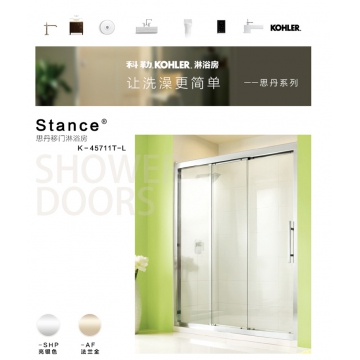 KOHLER.
科勒 KOHLER. 淋浴房
让洗澡更简单
——思丹系列
Stance®
思丹移门淋浴房
K-45711T-L
SHOWER
DOORS
-SHP
亮银色
-AF
法兰金